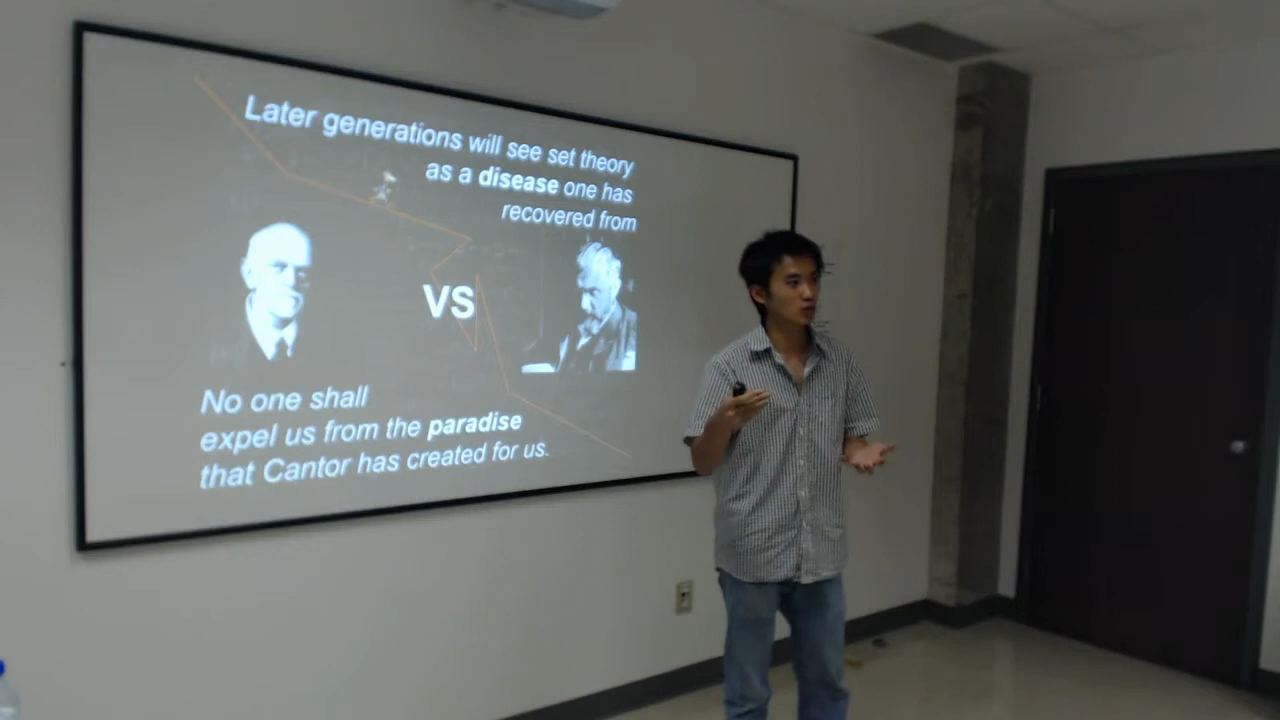 Later generations will see set theory
as a disease one has
recovered from
VS
No one shall
expel us from the paradise
that Cantor has created for us.